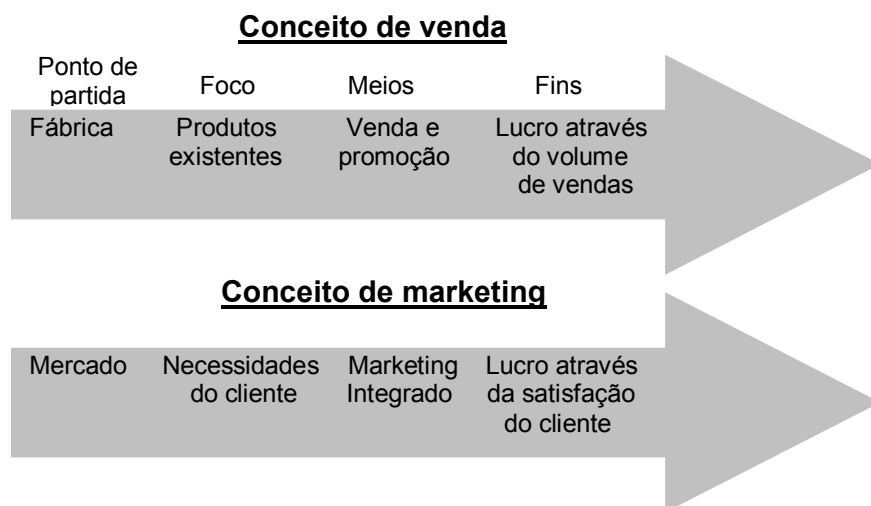 Conceito de venda
Ponto de
partida
Foco
Meios
Fins
Fábrica
Produtos
existentes
Venda e
promoção
Lucro através
do volume
de vendas
Conceito de marketing
Mercado
Necessidades
do cliente
Marketing
Integrado
Lucro através
da satisfação
do cliente